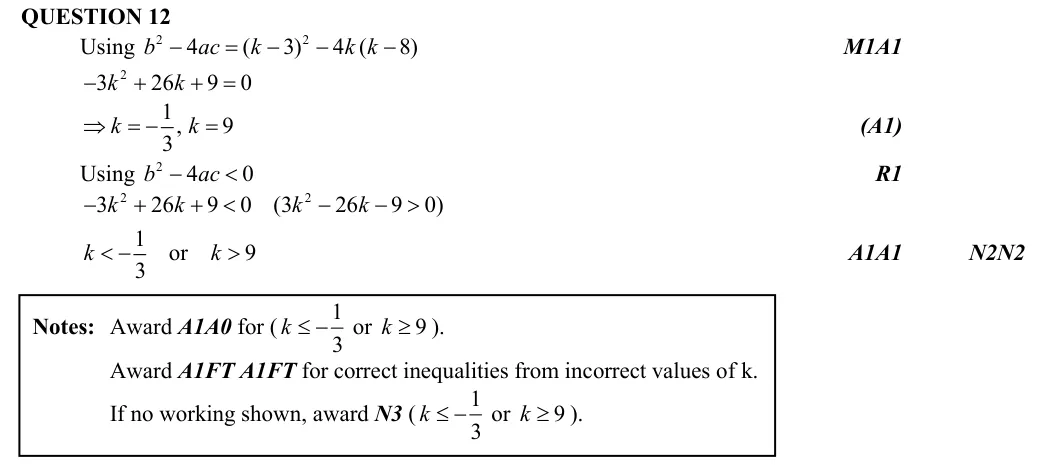 QUESTION 12
Using b² − 4ac = (k − 3)² − 4k (k − 8) M1A1
−3k² + 26k + 9 = 0
⇒ k = −1/3, k = 9 (A1)
Using b² − 4ac < 0 R1
−3k² + 26k + 9 < 0 (3k² − 26k − 9 > 0)
k < −1/3 or k > 9 A1A1 N2N2
Notes: Award A1A0 for ( k ≤ −1/3 or k ≥ 9 ).
Award A1FT A1FT for correct inequalities from incorrect values of k.
If no working shown, award N3 ( k ≤ −1/3 or k ≥ 9 ).